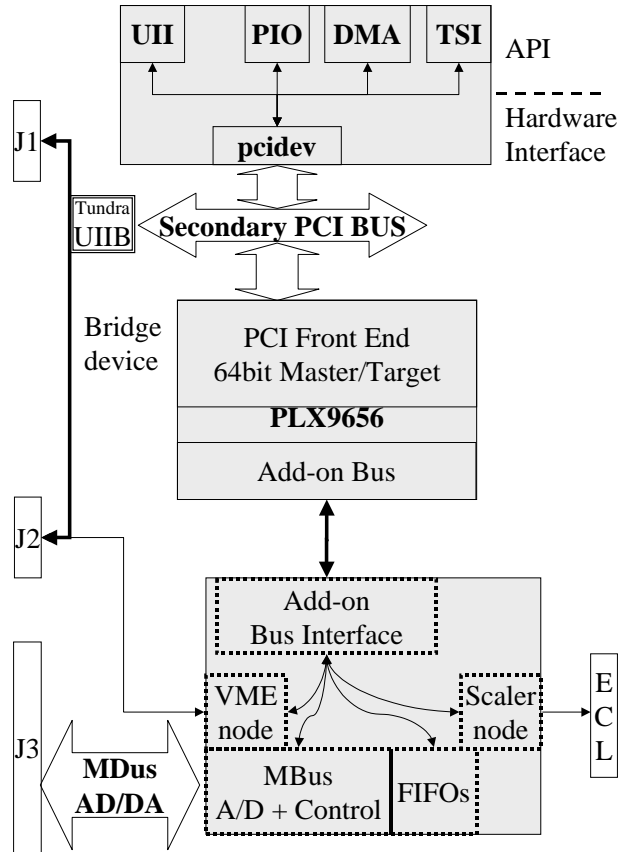 UII PIO DMA TSI
API
Hardware
Interface
J1
pcidev
Tundra
UIIB
Secondary PCI BUS
Bridge
device
PCI Front End
64bit Master/Target
PLX9656
Add-on Bus
J2
Add-on
Bus Interface
VME
node
Scaler
node
E
C
L
J3
MDus
AD/DA
MBus
A/D + Control
FIFOs